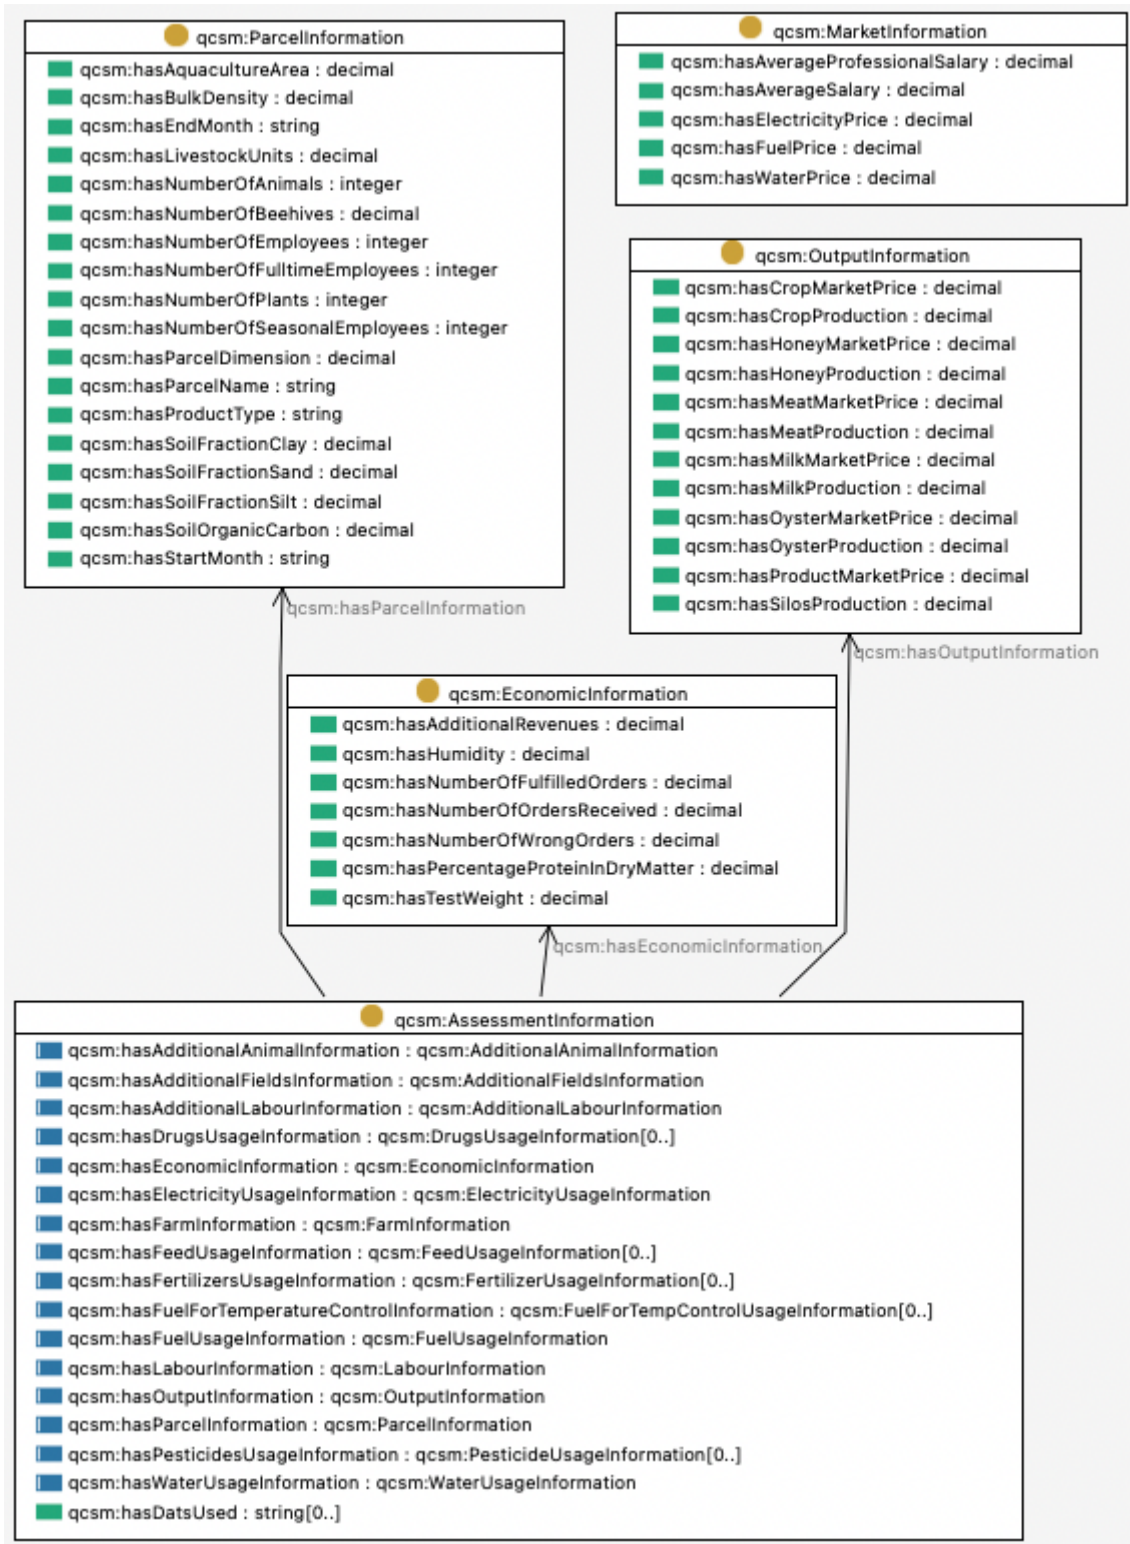 qcsm:ParcelInformation
qcsm:hasAquacultureArea : decimal
qcsm:hasBulkDensity : decimal
qcsm:hasEndMonth : string
qcsm:hasLivestockUnits : decimal
qcsm:hasNumberOfAnimals : integer
qcsm:hasNumberOfBeehives : decimal
qcsm:hasNumberOfEmployees : integer
qcsm:hasNumberOfFulltimeEmployees : integer
qcsm:hasNumberOfPlants : integer
qcsm:hasNumberOfSeasonalEmployees : integer
qcsm:hasParcelDimension : decimal
qcsm:hasParcelName : string
qcsm:hasProductType : string
qcsm:hasSoilFractionClay : decimal
qcsm:hasSoilFractionSand : decimal
qcsm:hasSoilFractionSilt : decimal
qcsm:hasSoilOrganicCarbon : decimal
qcsm:hasStartMonth : string
qcsm:hasParcelInformation
qcsm:MarketInformation
qcsm:hasAverageProfessionalSalary : decimal
qcsm:hasAverageSalary : decimal
qcsm:hasElectricityPrice : decimal
qcsm:hasFuelPrice : decimal
qcsm:hasWaterPrice : decimal
qcsm:OutputInformation
qcsm:hasCropMarketPrice : decimal
qcsm:hasCropProduction : decimal
qcsm:hasHoneyMarketPrice : decimal
qcsm:hasHoneyProduction : decimal
qcsm:hasMeatMarketPrice : decimal
qcsm:hasMeatProduction : decimal
qcsm:hasMilkMarketPrice : decimal
qcsm:hasMilkProduction : decimal
qcsm:hasOysterMarketPrice : decimal
qcsm:hasOysterProduction : decimal
qcsm:hasProductMarketPrice : decimal
qcsm:hasSilosProduction : decimal
qcsm:hasOutputInformation
qcsm:EconomicInformation
qcsm:hasAdditionalRevenues : decimal
qcsm:hasHumidity : decimal
qcsm:hasNumberOfFulfilledOrders : decimal
qcsm:hasNumberOfOrdersReceived : decimal
qcsm:hasNumberOfWrongOrders : decimal
qcsm:hasPercentageProteinInDryMatter : decimal
qcsm:hasTestWeight : decimal
qcsm:hasEconomicInformation
qcsm:AssessmentInformation
qcsm:hasAdditionalAnimalInformation : qcsm:AdditionalAnimalInformation
qcsm:hasAdditionalFieldsInformation : qcsm:AdditionalFieldsInformation
qcsm:hasAdditionalLabourInformation : qcsm:AdditionalLabourInformation
qcsm:hasDrugsUsageInformation : qcsm:DrugsUsageInformation[0..]
qcsm:hasEconomicInformation : qcsm:EconomicInformation
qcsm:hasElectricityUsageInformation : qcsm:ElectricityUsageInformation
qcsm:hasFarmInformation : qcsm:FarmInformation
qcsm:hasFeedUsageInformation : qcsm:FeedUsageInformation[0..]
qcsm:hasFertilizersUsageInformation : qcsm:FertilizerUsageInformation[0..]
qcsm:hasFuelForTemperatureControlInformation : qcsm:FuelForTempControlUsageInformation[0..]
qcsm:hasFuelUsageInformation : qcsm:FuelUsageInformation
qcsm:hasLabourInformation : qcsm:LabourInformation
qcsm:hasOutputInformation : qcsm:OutputInformation
qcsm:hasParcelInformation : qcsm:ParcelInformation
qcsm:hasPesticidesUsageInformation : qcsm:PesticideUsageInformation[0..]
qcsm:hasWaterUsageInformation : qcsm:WaterUsageInformation
qcsm:hasDatsUsed : string[0..]